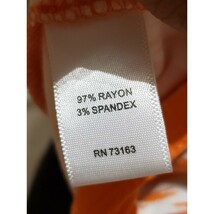 97% RAYON
3% SPANDEX
RN 73163